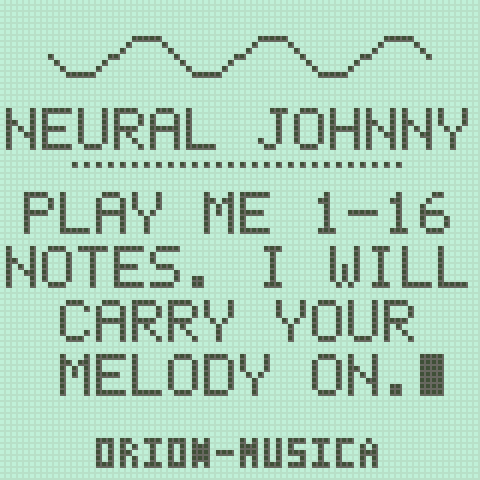 NEURAL JOHNNY
PLAY ME 1-16
NOTES. I WILL
CARRY YOUR
MELODY ON.
ORION-MUSICA